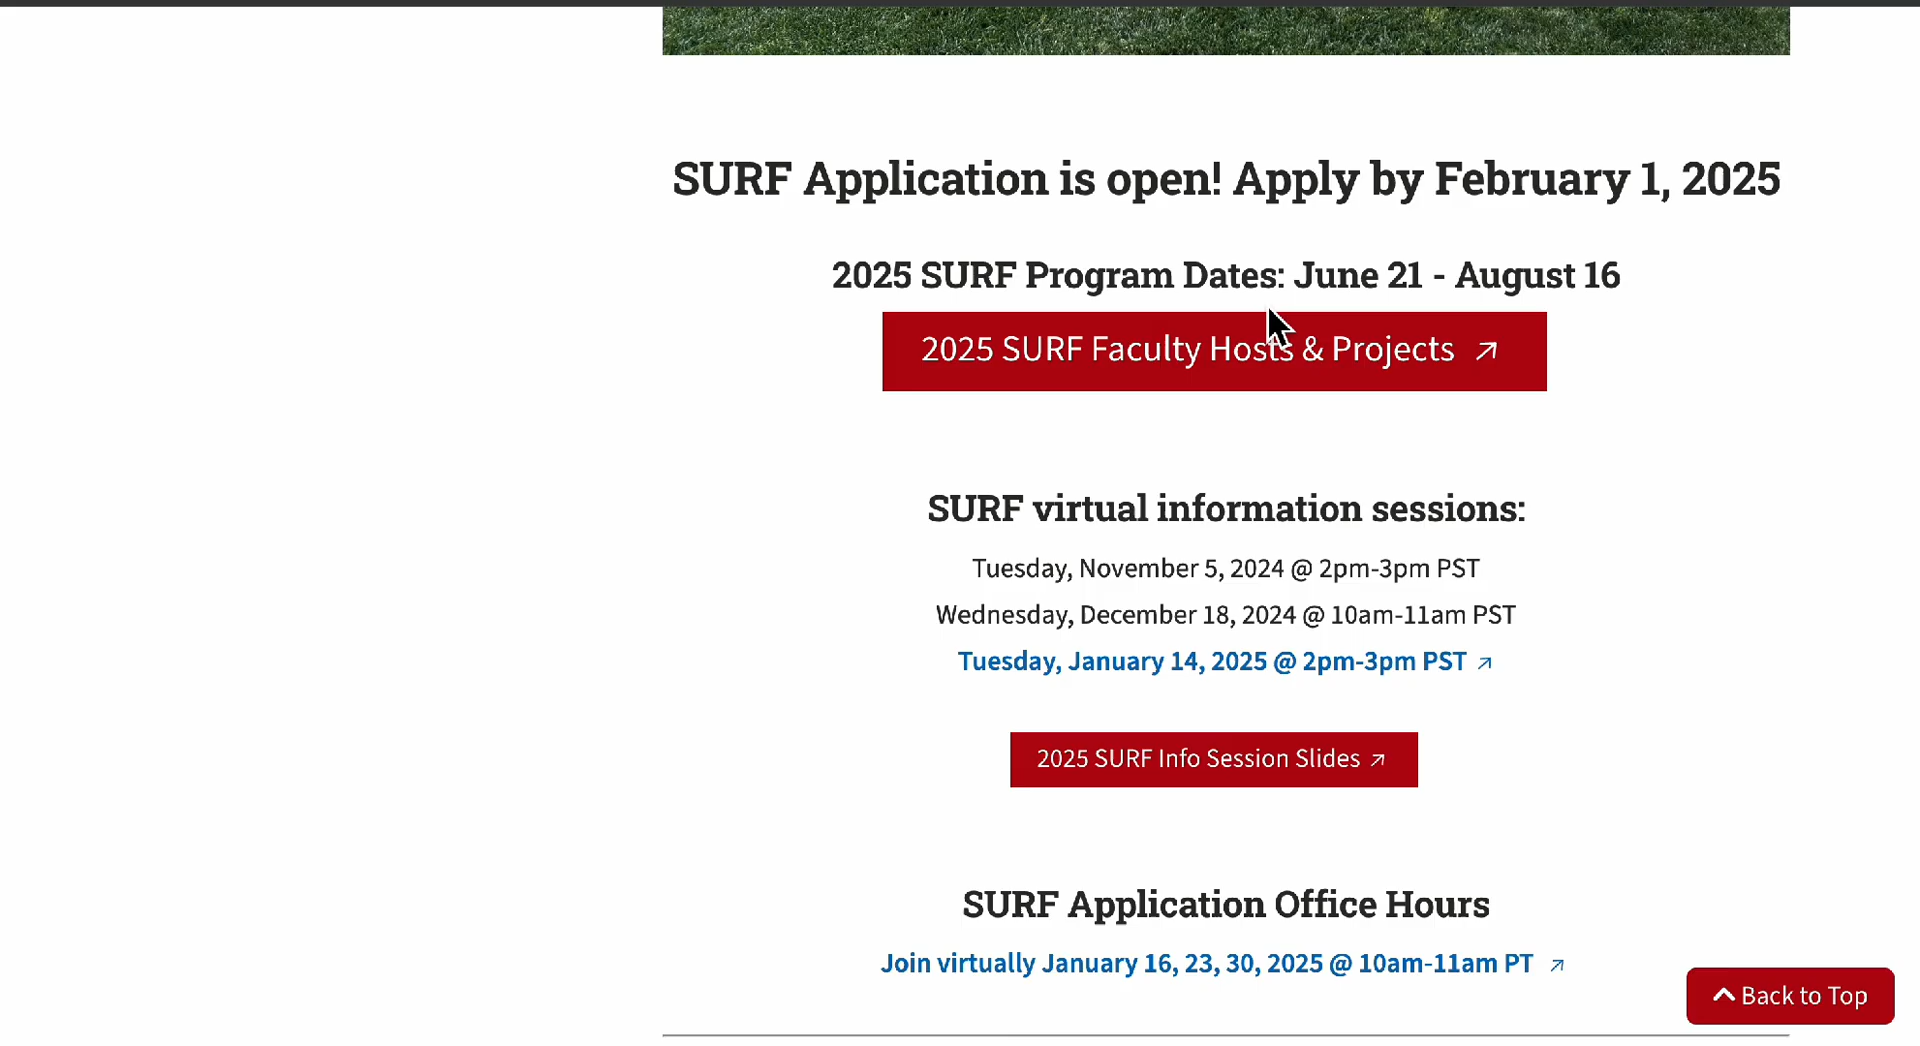 SURF Application is open! Apply by February 1, 2025
2025 SURF Program Dates: June 21 - August 16
2025 SURF Faculty Hosts & Projects
SURF virtual information sessions:
Tuesday, November 5, 2024 @ 2pm-3pm PST
Wednesday, December 18, 2024 @ 10am-11am PST
Tuesday, January 14, 2025 @ 2pm-3pm PST
2025 SURF Info Session Slides
SURF Application Office Hours
Join virtually January 16, 23, 30, 2025 @ 10am-11am PT
Back to Top